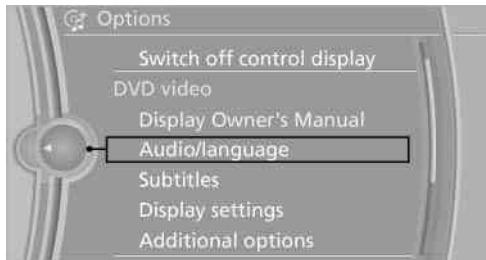 Options
Switch off control display
DVD video
Display Owner's Manual
Audio/language
Subtitles
Display settings
Additional options